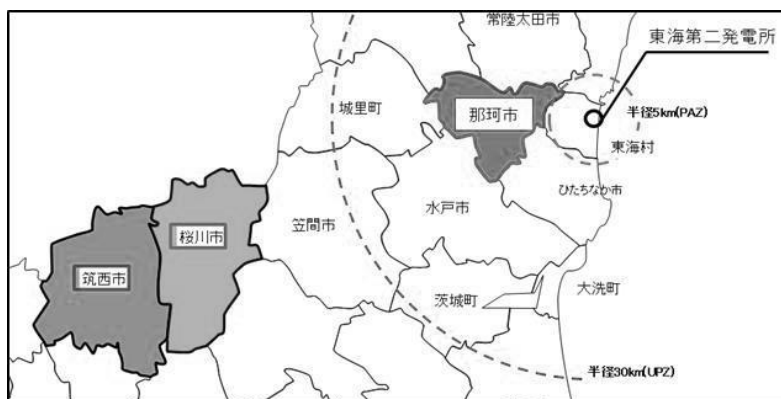 常陸太田市
東海第二発電所
城里町
那珂市
半径5km(PAZ)
東海村
ひたちなか市
水戸市
笠間市
桜川市
筑西市
茨城町
大洗町
半径30km(UPZ)